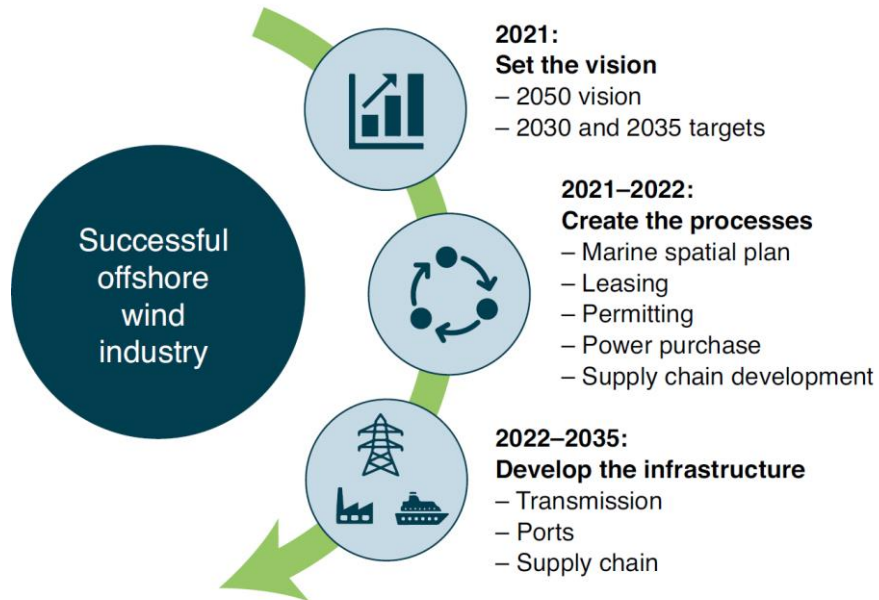 Successful
offshore
wind
industry
2021:
Set the vision
– 2050 vision
– 2030 and 2035 targets
2021–2022:
Create the processes
– Marine spatial plan
– Leasing
– Permitting
– Power purchase
– Supply chain development
2022–2035:
Develop the infrastructure
– Transmission
– Ports
– Supply chain